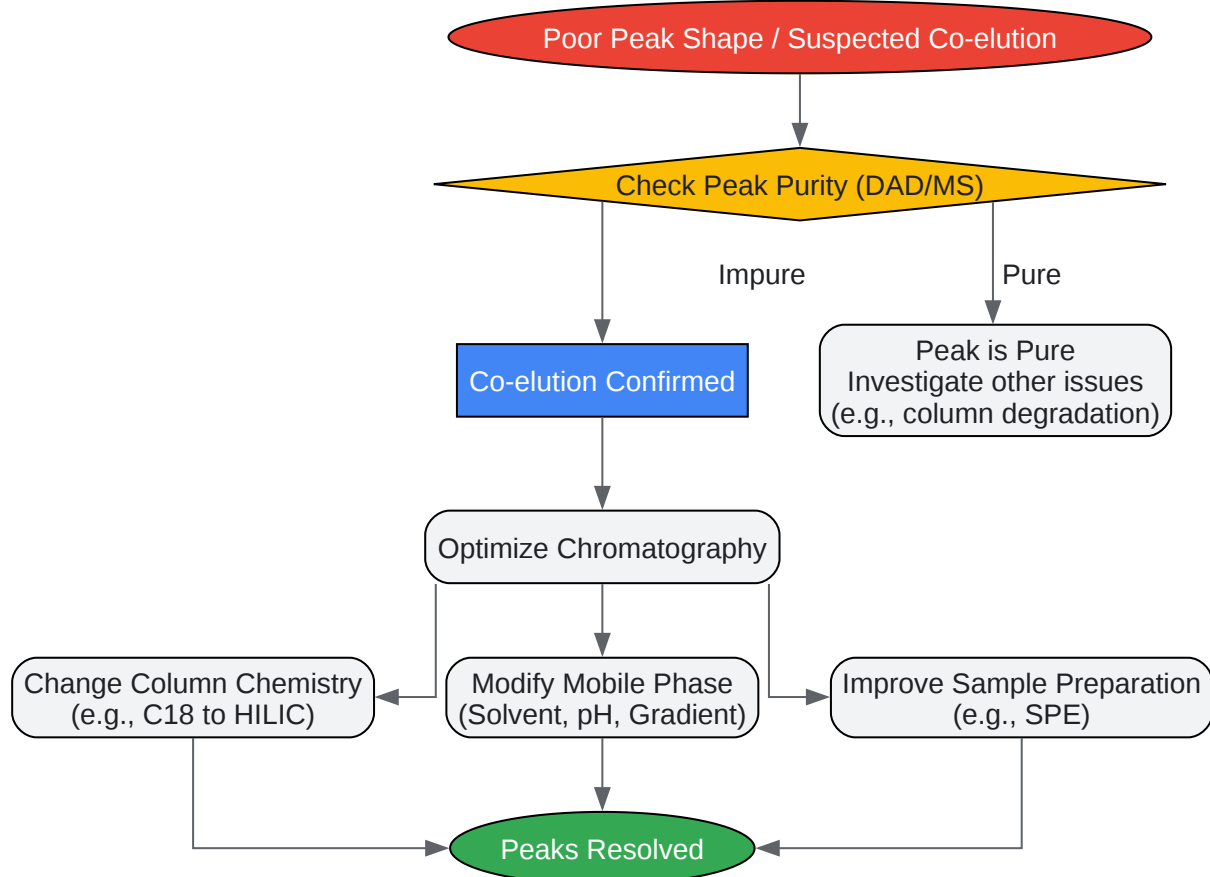 Poor Peak Shape / Suspected Co-elution
Check Peak Purity (DAD/MS)
Impure
Pure
Peak is Pure
Investigate other issues
(e.g., column degradation)
Co-elution Confirmed
Optimize Chromatography
Change Column Chemistry
(e.g., C18 to HILIC)
Modify Mobile Phase
(Solvent, pH, Gradient)
Improve Sample Preparation
(e.g., SPE)
Peaks Resolved